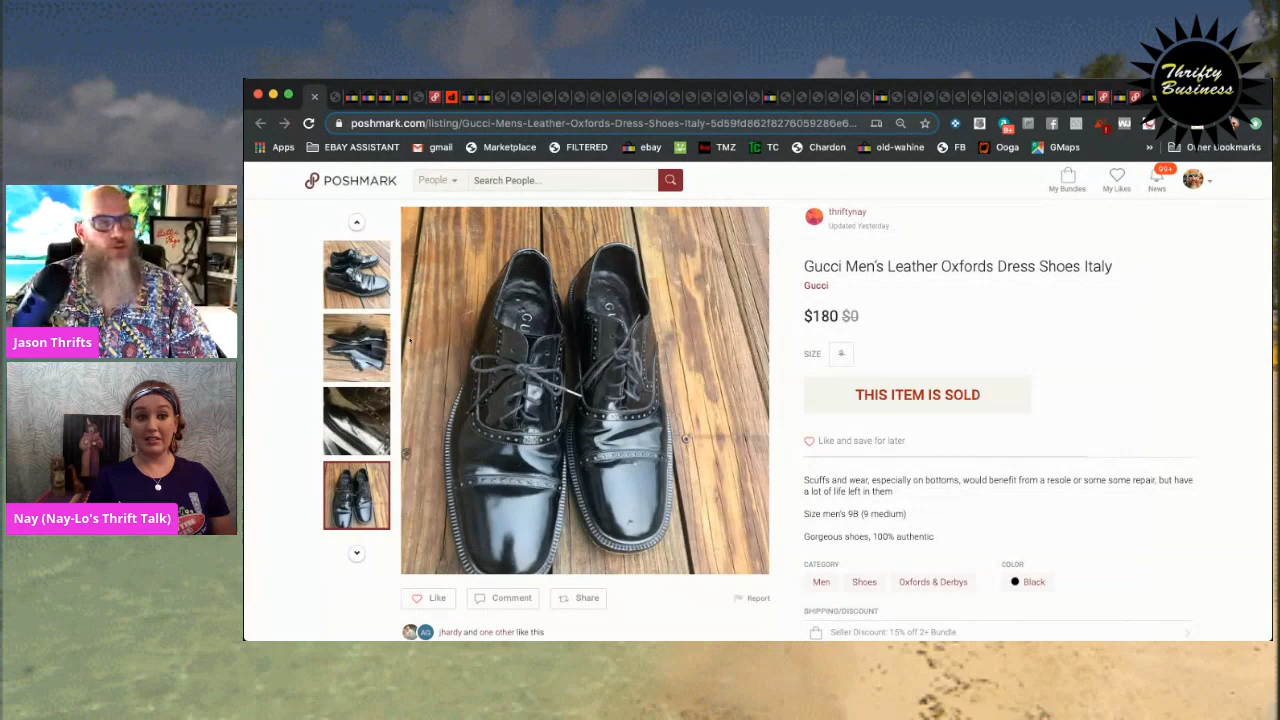 Thrifty
Business
poshmark.com/listing/Gucci-Mens-Leather-Oxfords-Dress-Shoes-Italy-5d59fd862f8276059286e6...
Apps
EBAY ASSISTANT
gmail
Marketplace
FILTERED
ebay
TMZ
TC
Chardon
old-wahine
FB
Ooga
GMaps
»
Other Bookmarks
POSHMARK
People
Search People...
My Bundles
My Likes
99+
News
thriftynay
Updated Yesterday
Gucci Men's Leather Oxfords Dress Shoes Italy
Gucci
$180 $0
SIZE
9
THIS ITEM IS SOLD
Like and save for later
Scuffs and wear, especially on bottoms, would benefit from a resole or some some repair, but have
a lot of life left in them
Size men's 9B (9 medium)
Gorgeous shoes, 100% authentic
CATEGORY
Men
Shoes
Oxfords & Derbys
COLOR
Black
SHIPPING/DISCOUNT
Seller Discount: 15% off 2+ Bundle
Like
Comment
Share
Report
AG
jhardy and one other like this
Jason Thrifts
Nay (Nay-Lo's Thrift Talk)